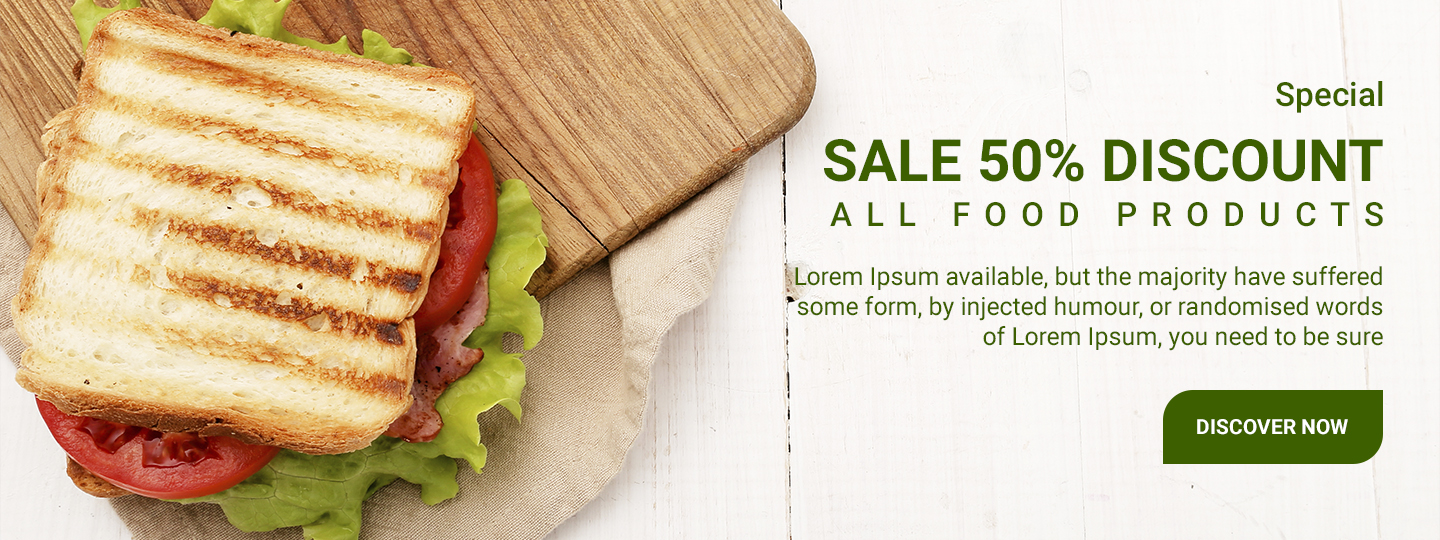 Special
SALE 50% DISCOUNT
ALL FOOD PRODUCTS
Lorem Ipsum available, but the majority have suffered
some form, by injected humour, or randomised words
of Lorem Ipsum, you need to be sure
DISCOVER NOW